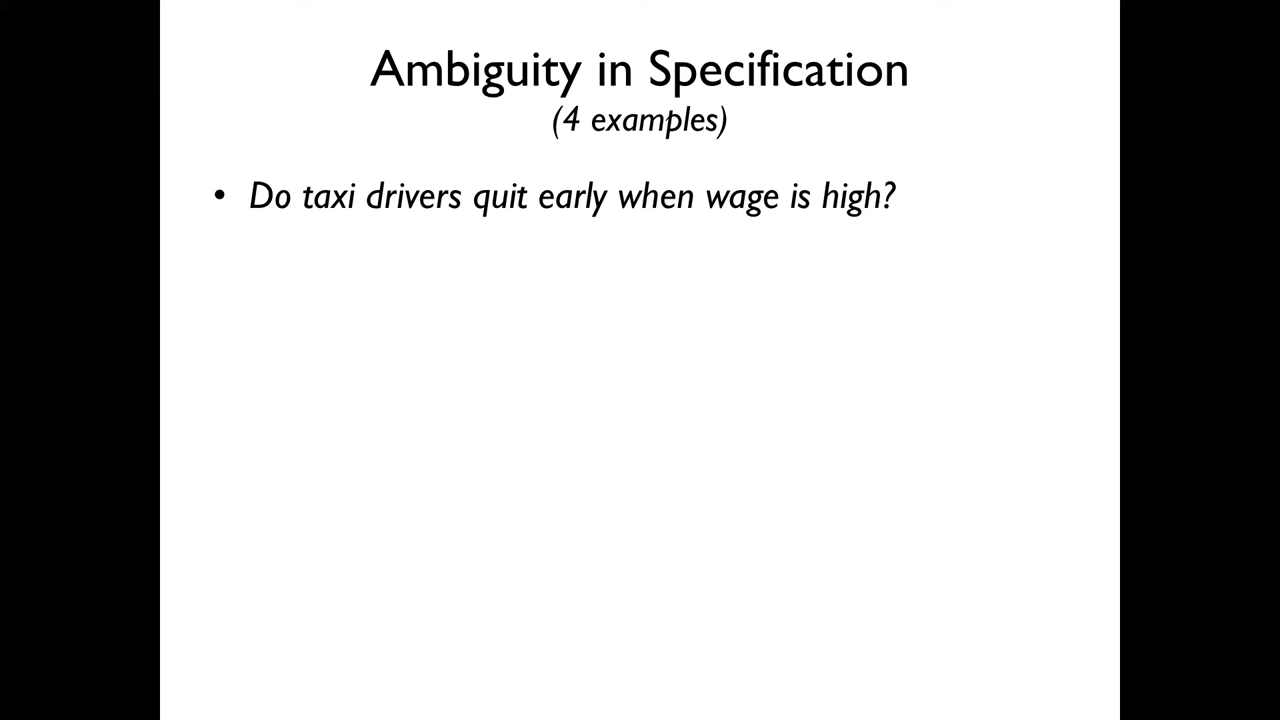 Ambiguity in Specification
(4 examples)
• Do taxi drivers quit early when wage is high?